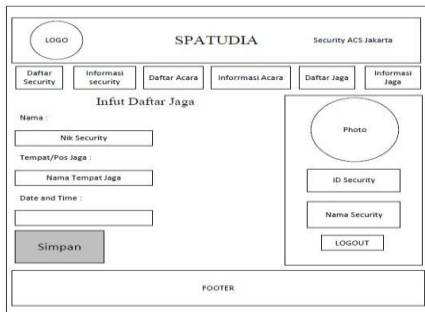 LOGO
SPATUDIA
Security ACS Jakarta
Daftar Security
Informasi security
Daftar Acara
Inforrmasi Acara
Daftar Jaga
Informasi Jaga
Infut Daftar Jaga
Nama :
Nik Security
Tempat/Pos Jaga :
Nama Tempat Jaga
Date and Time :
Simpan
Photo
ID Security
Nama Security
LOGOUT
FOOTER